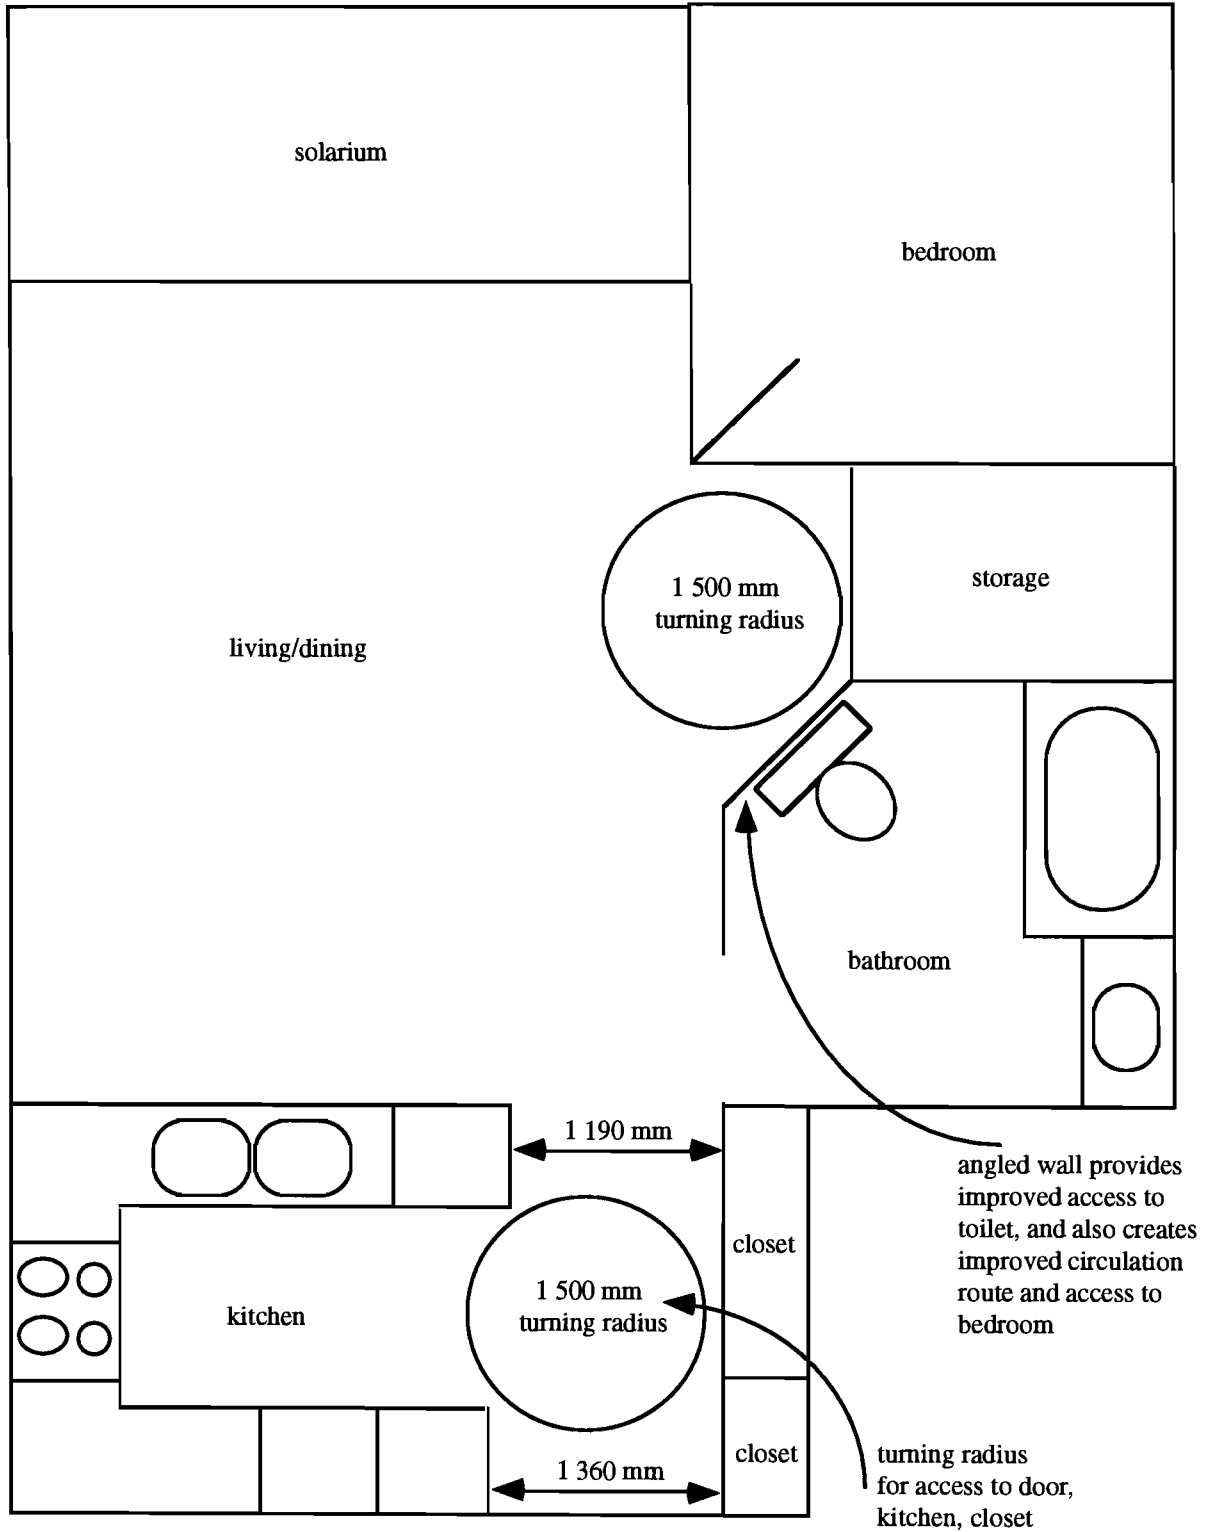 solarium
bedroom
1 500 mm
turning radius
storage
living/dining
bathroom
1 190 mm
angled wall provides
improved access to
toilet, and also creates
improved circulation
route and access to
bedroom
closet
1 500 mm
turning radius
kitchen
closet
1 360 mm
turning radius
for access to door,
kitchen, closet